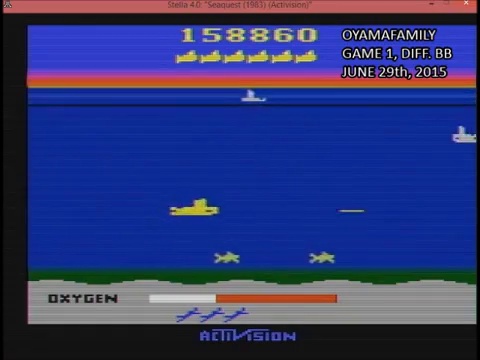 Stella 4.0: "Seaquest (1983) (Activision)"
158860
OYAMAFAMILY
GAME 1, DIFF. BB
JUNE 29th, 2015
OXYGEN
ACTIVISION